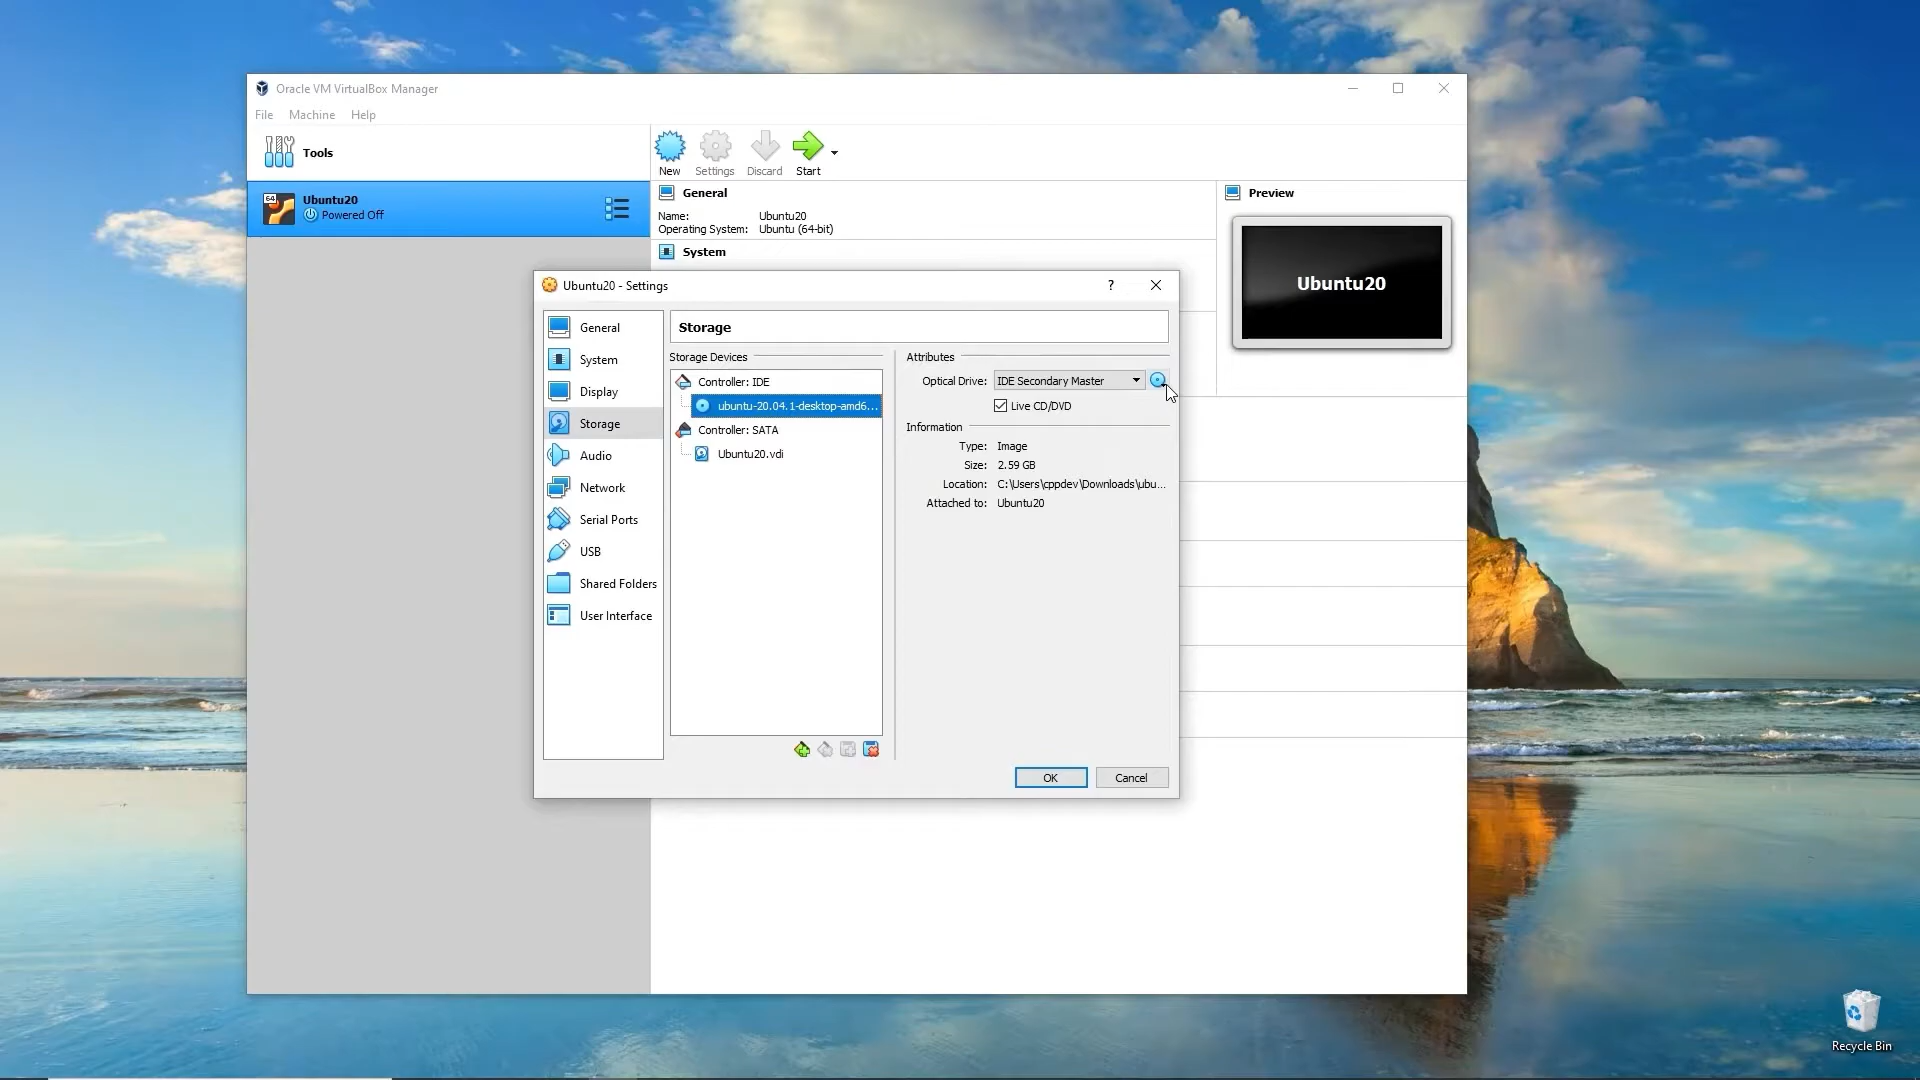 Oracle VM VirtualBox Manager
File Machine Help
Tools
New Settings Discard Start
64
Ubuntu20
Powered Off
General
Name: Ubuntu20
Operating System: Ubuntu (64-bit)
System
Preview
Ubuntu20
Ubuntu20 - Settings
?
General
System
Display
Storage
Audio
Network
Serial Ports
USB
Shared Folders
User Interface
Storage
Storage Devices
Controller: IDE
ubuntu-20.04.1-desktop-amd6...
Controller: SATA
Ubuntu20.vdi
Attributes
Optical Drive: IDE Secondary Master
Live CD/DVD
Information
Type: Image
Size: 2.59 GB
Location: C:\Users\cppdev\Downloads\ubu...
Attached to: Ubuntu20
OK Cancel
Recycle Bin